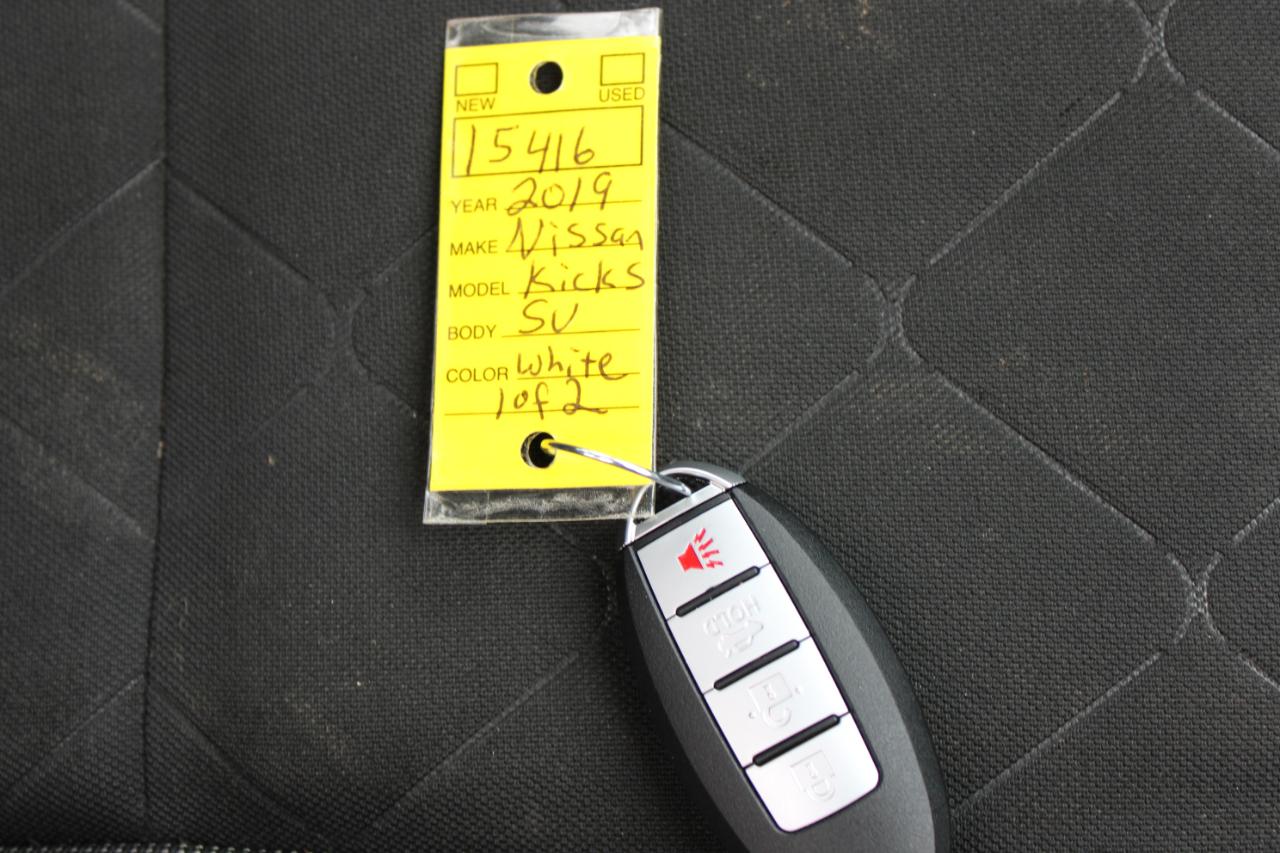 NEW USED
15416
YEAR 2019
MAKE Nissan
MODEL Kicks
BODY SV
COLOR White
1 of 2
HOLD